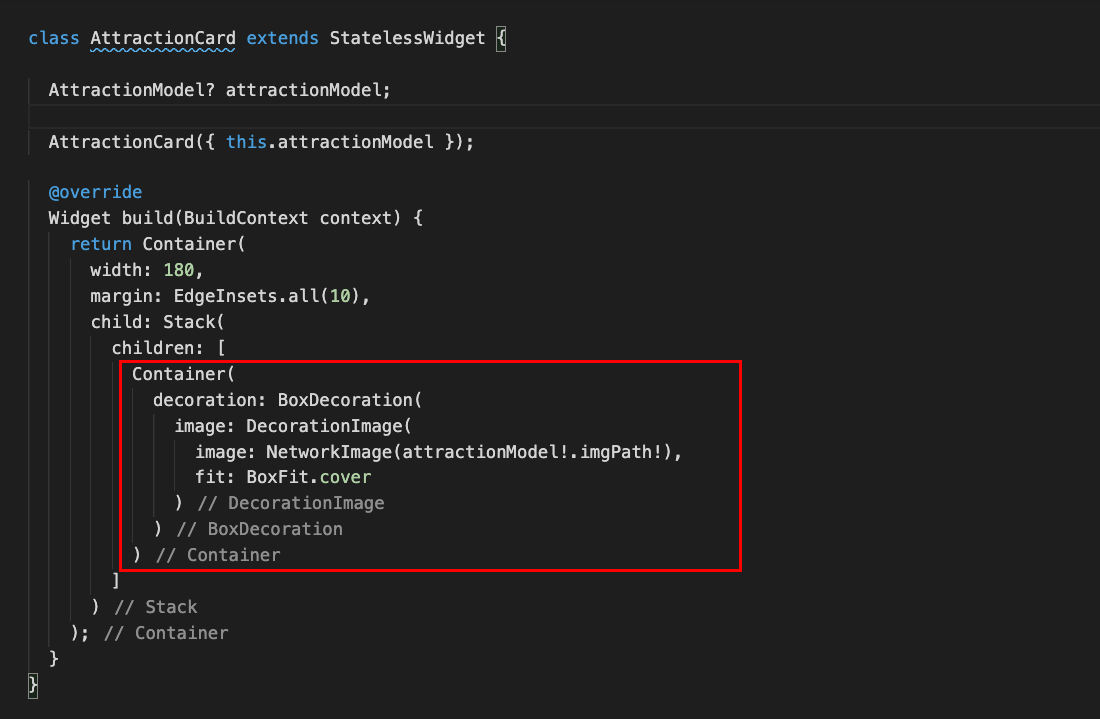 class AttractionCard extends StatelessWidget {
AttractionModel? attractionModel;
AttractionCard({ this.attractionModel });
@override
Widget build(BuildContext context) {
return Container(
width: 180,
margin: EdgeInsets.all(10),
child: Stack(
children: [
Container(
decoration: BoxDecoration(
image: DecorationImage(
image: NetworkImage(attractionModel!.imgPath!),
fit: BoxFit.cover
) // DecorationImage
) // BoxDecoration
) // Container
]
) // Stack
); // Container
}
}